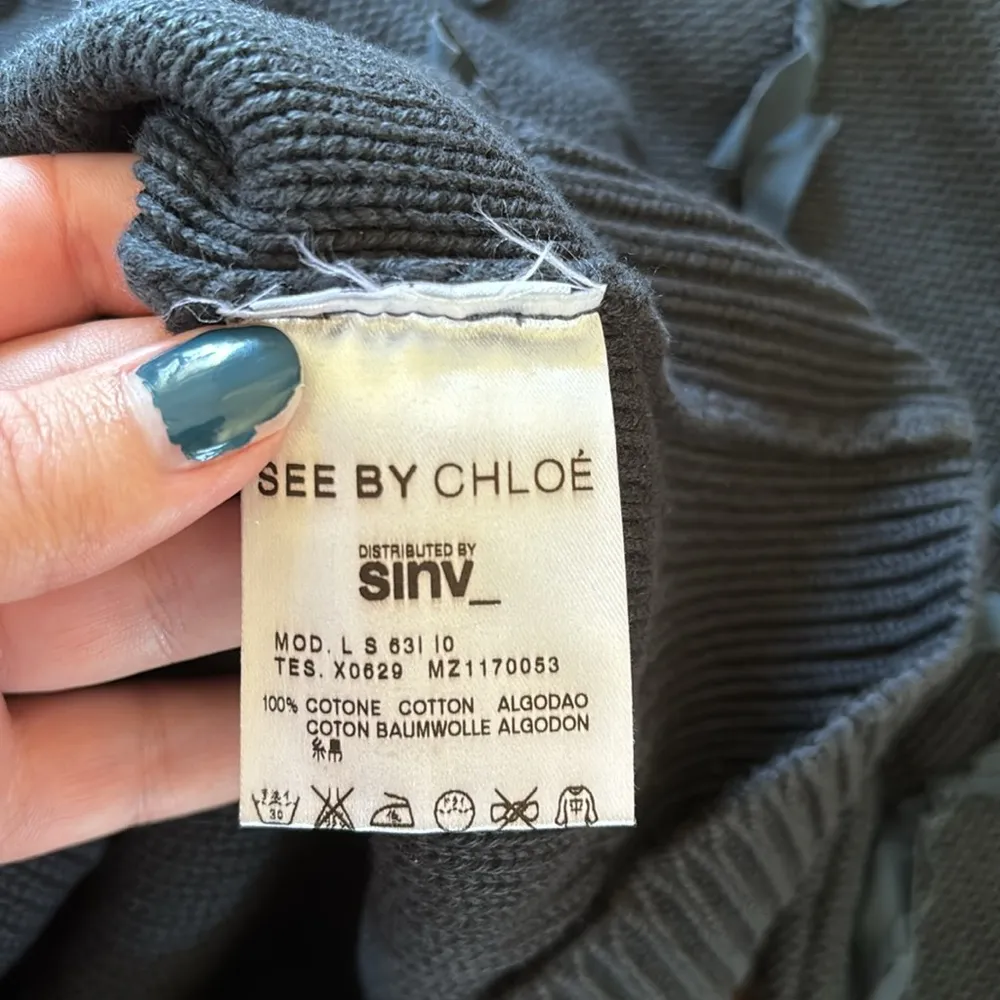 SEE BY CHLOÉ
DISTRIBUTED BY
sinv_
MOD. L S 631 10
TES. X0629 MZ1170053
100% COTONE COTTON ALGODAO
COTON BAUMWOLLE ALGODON
30